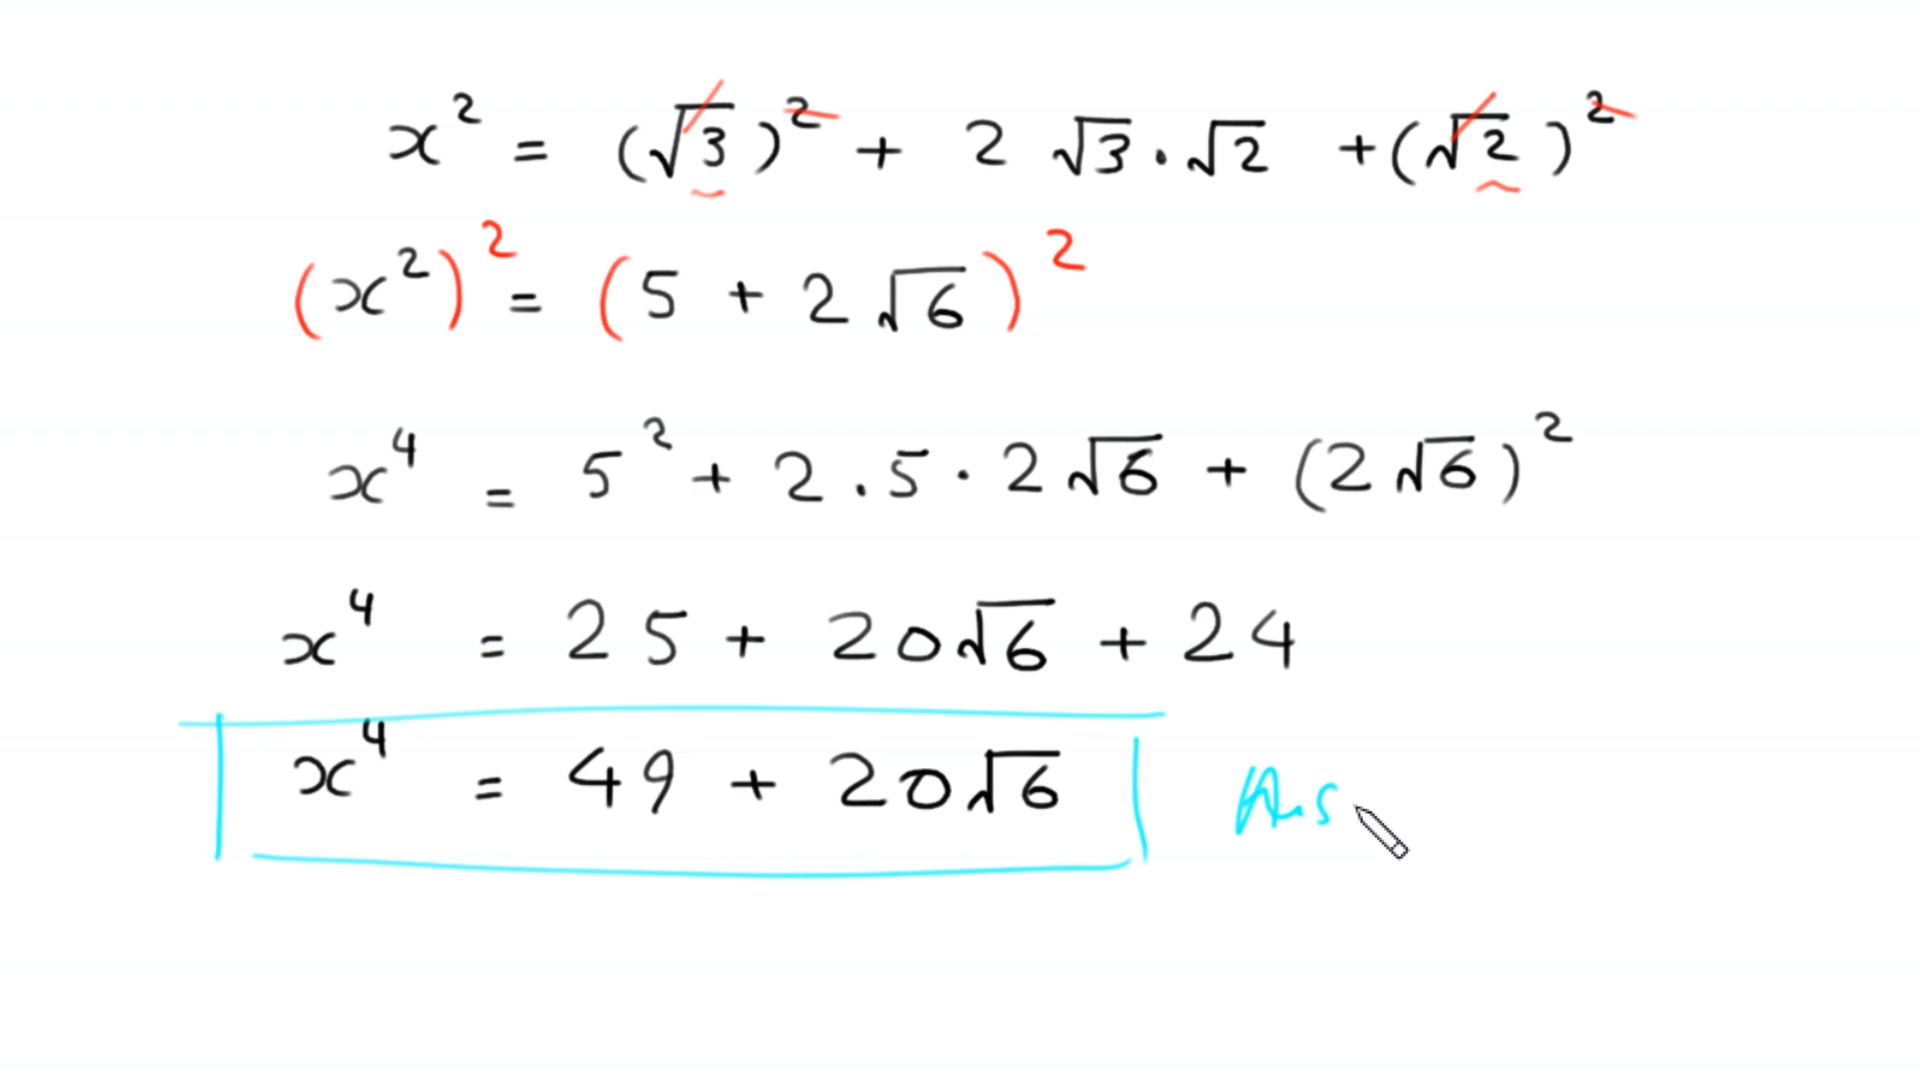 x² = (√3)² + 2 √3 . √2 + (√2)²
(x²)² = (5 + 2√6)²
x⁴ = 5² + 2 . 5 . 2√6 + (2√6)²
x⁴ = 25 + 20√6 + 24
x⁴ = 49 + 20√6 Ans